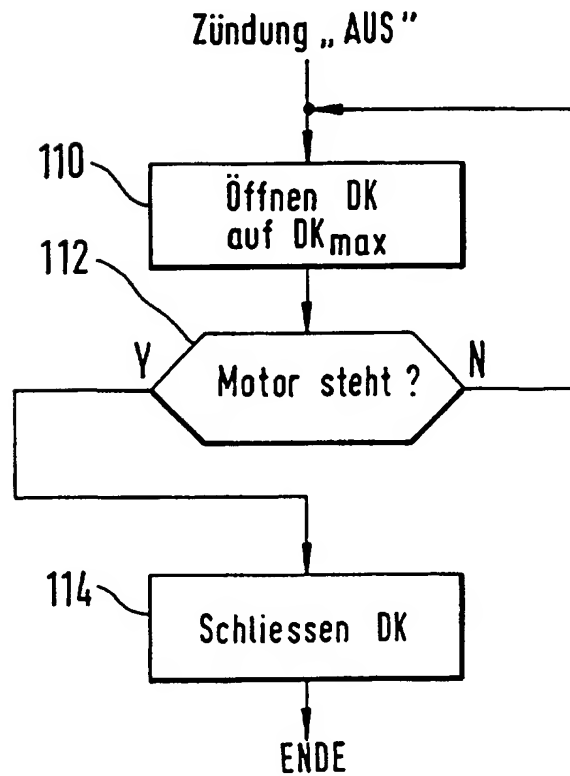 Zündung „AUS”
110
Öffnen DK
auf DKmax
112
Y
Motor steht ?
N
114
Schliessen DK
ENDE